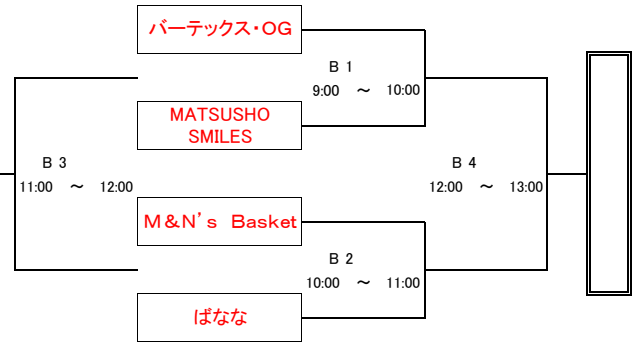 バーテックス・OG
B 1
9:00 ～ 10:00
MATSUSHO
SMILES
B 3
11:00 ～ 12:00
B 4
12:00 ～ 13:00
M＆N’s Basket
B 2
10:00 ～ 11:00
ばなな